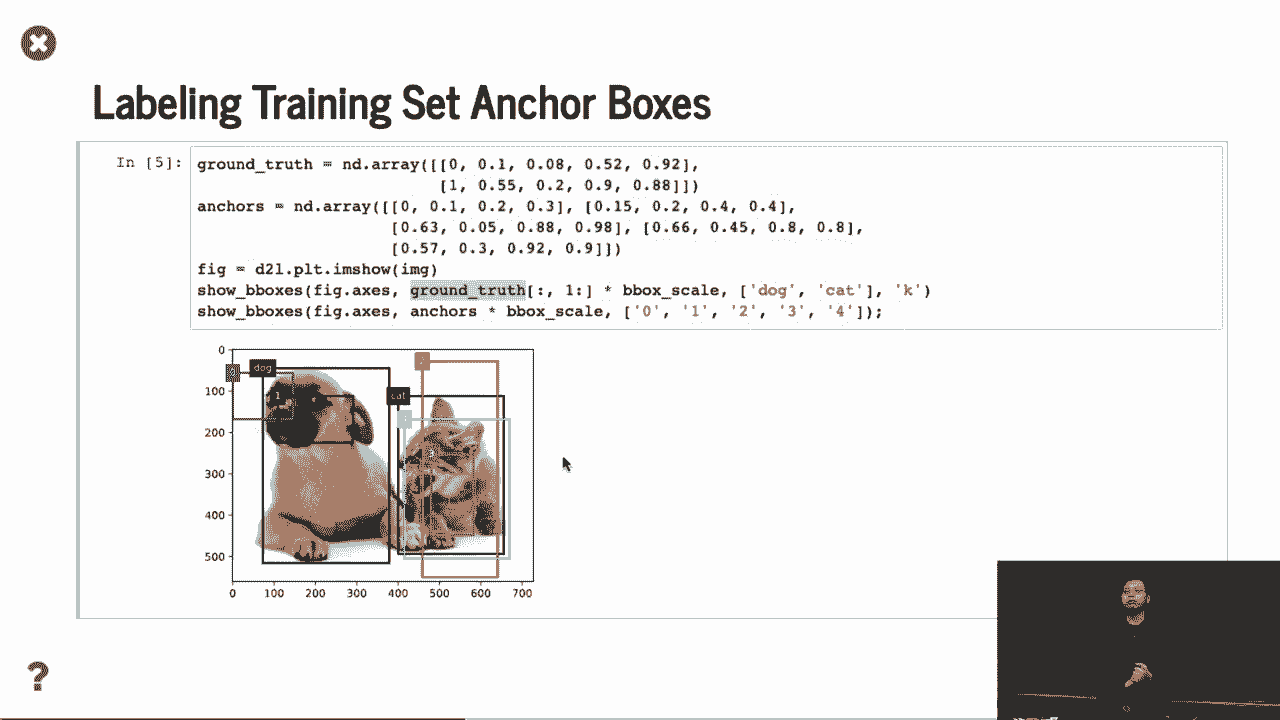 Labeling Training Set Anchor Boxes
In [5]:
ground_truth = nd.array([[0, 0.1, 0.08, 0.52, 0.92],
[1, 0.55, 0.2, 0.9, 0.88]])
anchors = nd.array([[0, 0.1, 0.2, 0.3], [0.15, 0.2, 0.4, 0.4],
[0.63, 0.05, 0.88, 0.98], [0.66, 0.45, 0.8, 0.8],
[0.57, 0.3, 0.92, 0.9]])
fig = d2l.plt.imshow(img)
show_bboxes(fig.axes, ground_truth[:, 1:] * bbox_scale, ['dog', 'cat'], 'k')
show_bboxes(fig.axes, anchors * bbox_scale, ['0', '1', '2', '3', '4']);
0
100
200
300
400
500
dog
1
cat
0 100 200 300 400 500 600 700
?